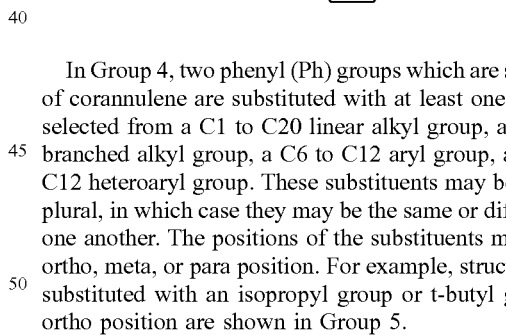 40
In Group 4, two phenyl (Ph) groups which are
of corannulene are substituted with at least one
selected from a C1 to C20 linear alkyl group, a
45 branched alkyl group, a C6 to C12 aryl group,
C12 heteroaryl group. These substituents may
plural, in which case they may be the same or
one another. The positions of the substituents
ortho, meta, or para position. For example,
50 substituted with an isopropyl group or t-butyl
ortho position are shown in Group 5.